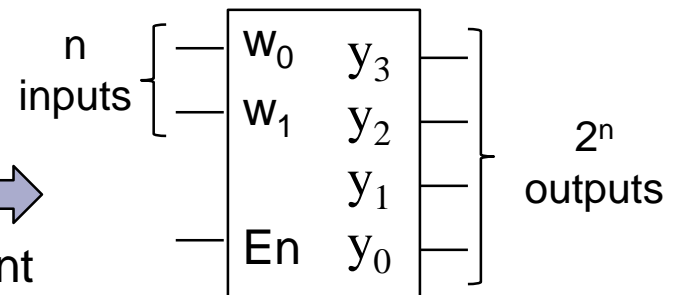 n
inputs
w₀
w₁
En
y₃
y₂
y₁
y₀
2ⁿ
outputs
nt